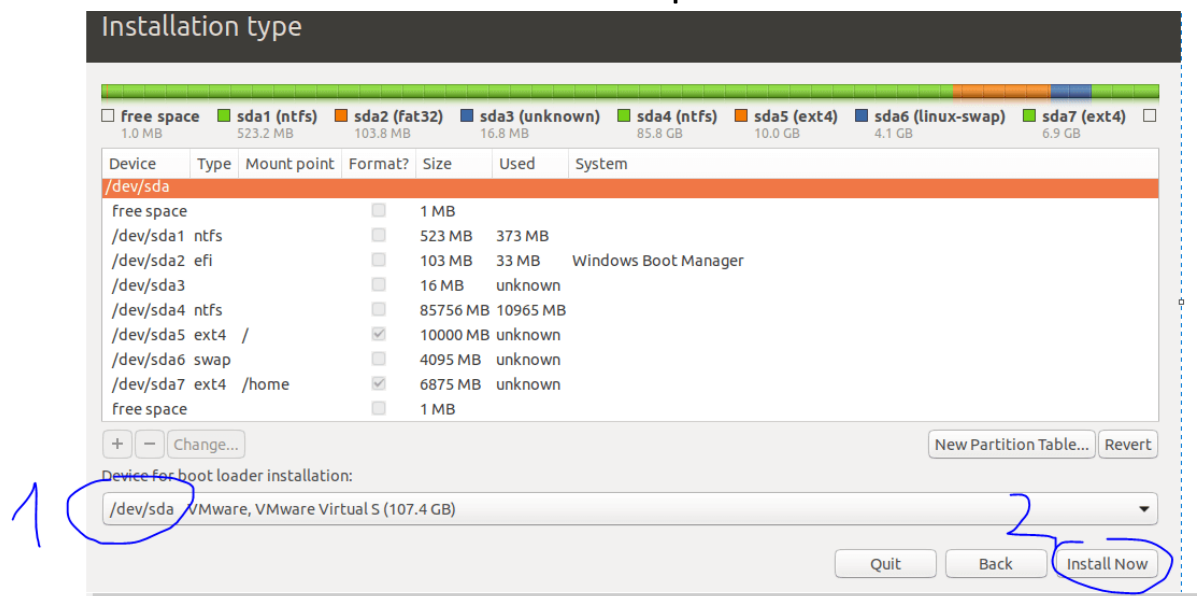 Installation type
free space sda1 (ntfs) sda2 (fat32) sda3 (unknown) sda4 (ntfs) sda5 (ext4) sda6 (linux-swap) sda7 (ext4)
1.0 MB 523.2 MB 103.8 MB 16.8 MB 85.8 GB 10.0 GB 4.1 GB 6.9 GB
Device Type Mount point Format? Size Used System
/dev/sda
free space 1 MB
/dev/sda1 ntfs 523 MB 373 MB
/dev/sda2 efi 103 MB 33 MB Windows Boot Manager
/dev/sda3 16 MB unknown
/dev/sda4 ntfs 85756 MB 10965 MB
/dev/sda5 ext4 / 10000 MB unknown
/dev/sda6 swap 4095 MB unknown
/dev/sda7 ext4 /home 6875 MB unknown
free space 1 MB
+ − Change... New Partition Table... Revert
Device for boot loader installation:
1 /dev/sda VMware, VMware Virtual S (107.4 GB)
2
Quit Back Install Now